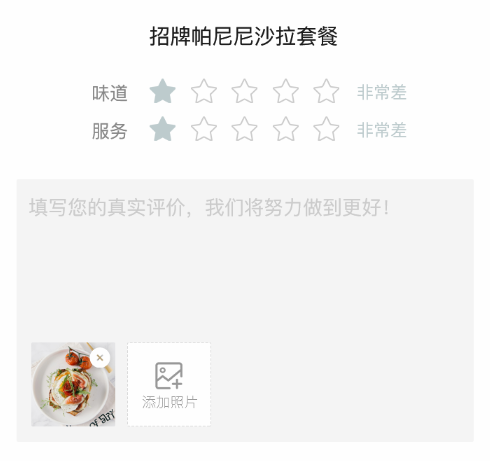 招牌帕尼尼沙拉套餐
味道 非常差
服务 非常差
填写您的真实评价，我们将努力做到更好！
添加照片